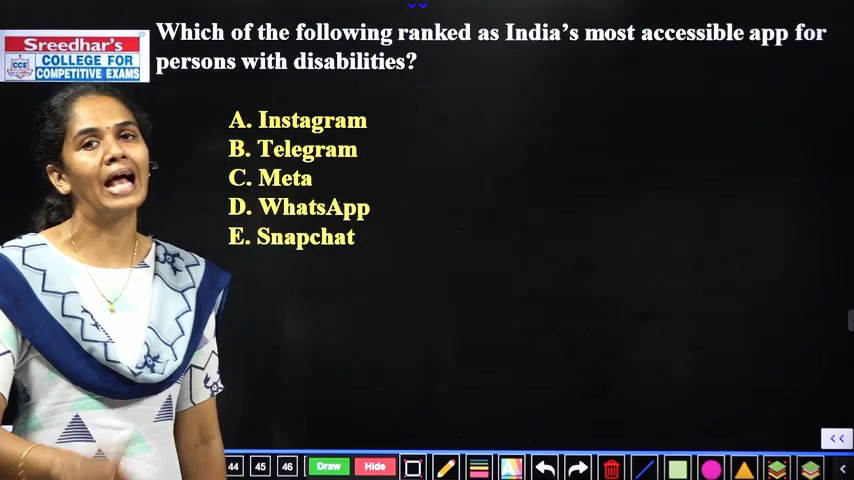 Sreedhar's
CCE
COLLEGE FOR
COMPETITIVE EXAMS
Which of the following ranked as India's most accessible app for
persons with disabilities?
A. Instagram
B. Telegram
C. Meta
D. WhatsApp
E. Snapchat
44 45 46 Draw Hide